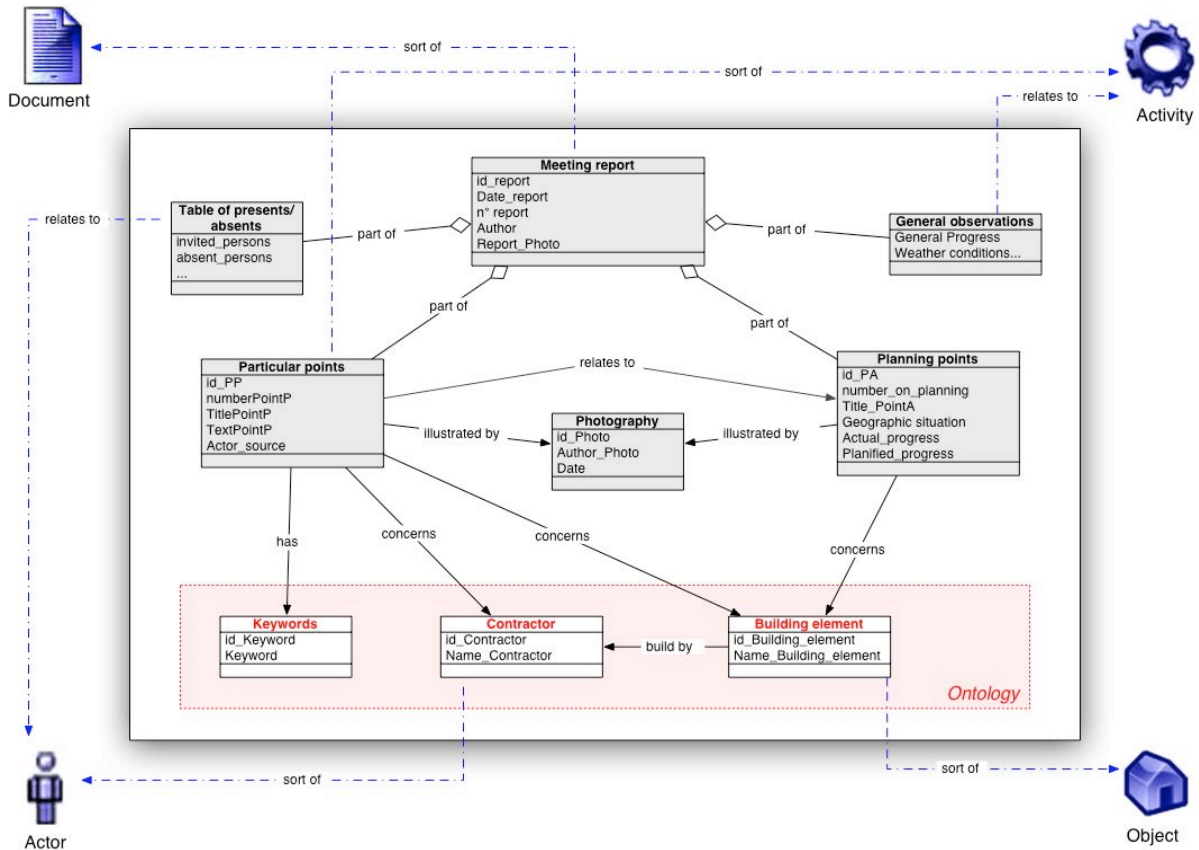 sort of
Document
sort of
relates to
Activity
Meeting report
id_report
Date_report
n° report
Author
Report_Photo
Table of presents/
absents
invited_persons
absent_persons
...
relates to
part of
part of
General observations
General Progress
Weather conditions...
part of
part of
Particular points
id_PP
numberPointP
TitlePointP
TextPointP
Actor_source
relates to
Planning points
id_PA
number_on_planning
Title_PointA
Geographic situation
Actual_progress
Planified_progress
illustrated by
Photography
id_Photo
Author_Photo
Date
illustrated by
has
concerns
concerns
concerns
Keywords
id_Keyword
Keyword
Contractor
id_Contractor
Name_Contractor
build by
Building element
id_Building_element
Name_Building_element
Ontology
sort of
sort of
Actor
Object